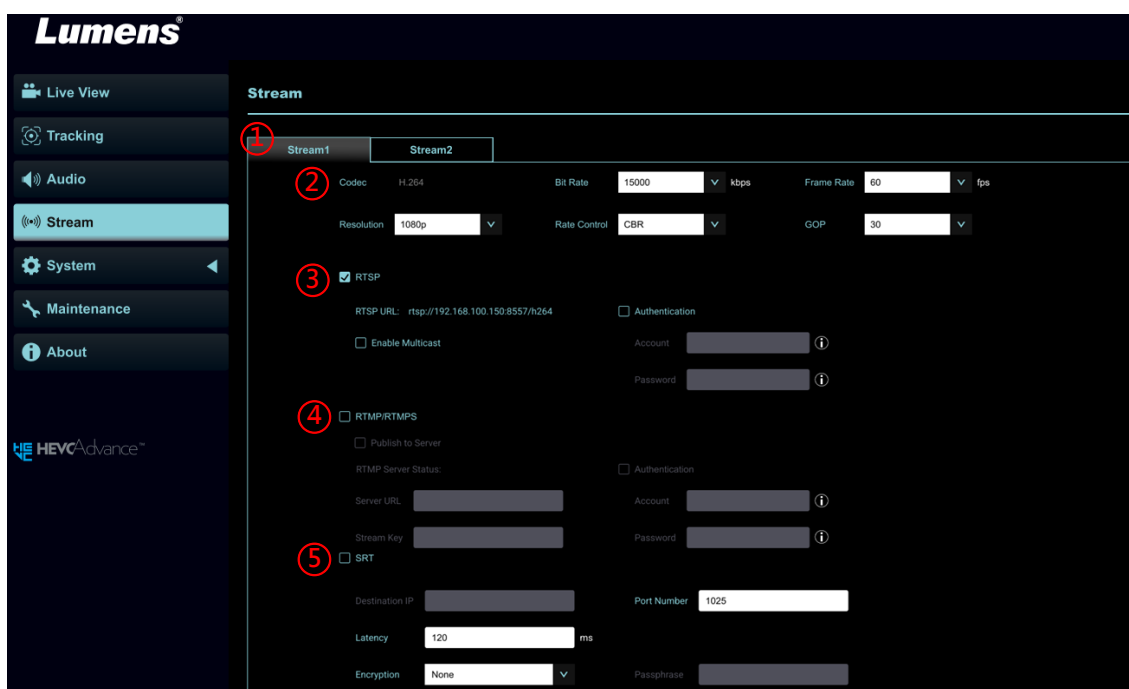 Lumens®
Live View
Tracking
Audio
Stream
System
Maintenance
About
HEVCAdvance™
Stream
1
Stream1 Stream2
2 Codec H.264 Bit Rate 15000 kbps Frame Rate 60 fps
Resolution 1080p Rate Control CBR GOP 30
3 RTSP
RTSP URL: rtsp://192.168.100.150:8557/h264 Authentication
Enable Multicast Account
Password
4 RTMP/RTMPS
Publish to Server
RTMP Server Status: Authentication
Server URL Account
Stream Key Password
5 SRT
Destination IP Port Number 1025
Latency 120 ms
Encryption None Passphrase